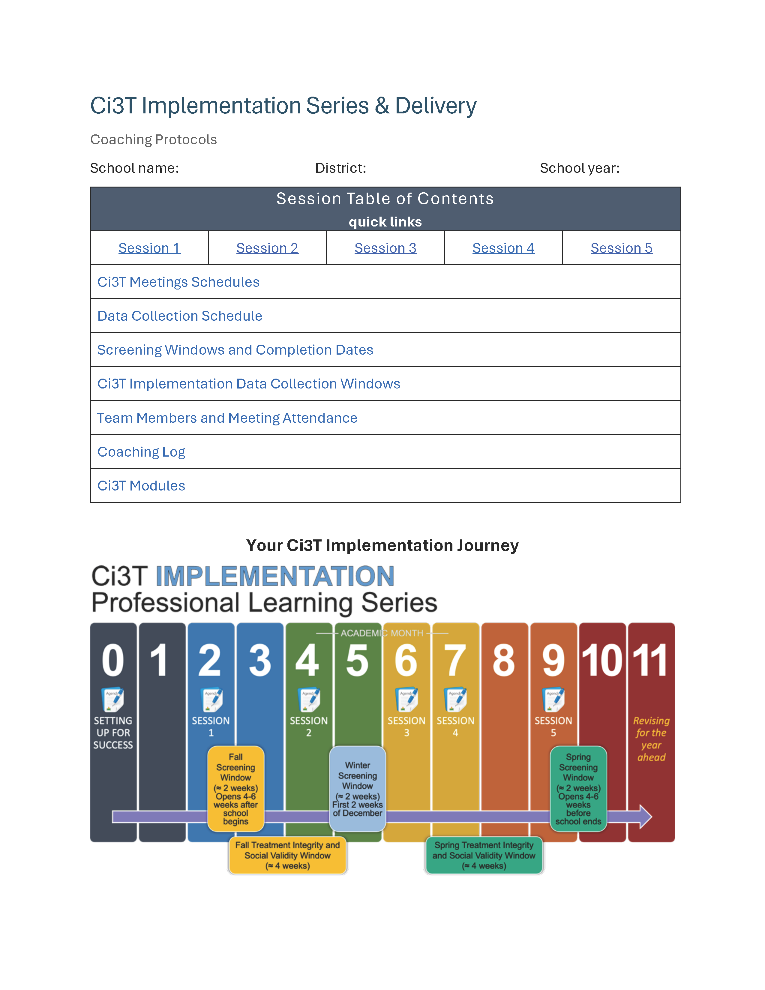 Ci3T Implementation Series & Delivery
Coaching Protocols
School name: District: School year:
Session Table of Contents
quick links
Session 1 Session 2 Session 3 Session 4 Session 5
Ci3T Meetings Schedules
Data Collection Schedule
Screening Windows and Completion Dates
Ci3T Implementation Data Collection Windows
Team Members and Meeting Attendance
Coaching Log
Ci3T Modules
Your Ci3T Implementation Journey
Ci3T IMPLEMENTATION
Professional Learning Series
ACADEMIC MONTH
0 1 2 3 4 5 6 7 8 9 10 11
Agenda Agenda Agenda Agenda Agenda Agenda
SETTING
UP FOR
SUCCESS
SESSION
1
SESSION
2
SESSION
3
SESSION
4
SESSION
5
Revising
for the
year
ahead
Fall
Screening
Window
(≈ 2 weeks)
Opens 4-6
weeks after
school
begins
Winter
Screening
Window
(≈ 2 weeks)
First 2 weeks
of December
Spring
Screening
Window
(≈ 2 weeks)
Opens 4-6
weeks
before
school ends
Fall Treatment Integrity and
Social Validity Window
(≈ 4 weeks)
Spring Treatment Integrity
and Social Validity Window
(≈ 4 weeks)